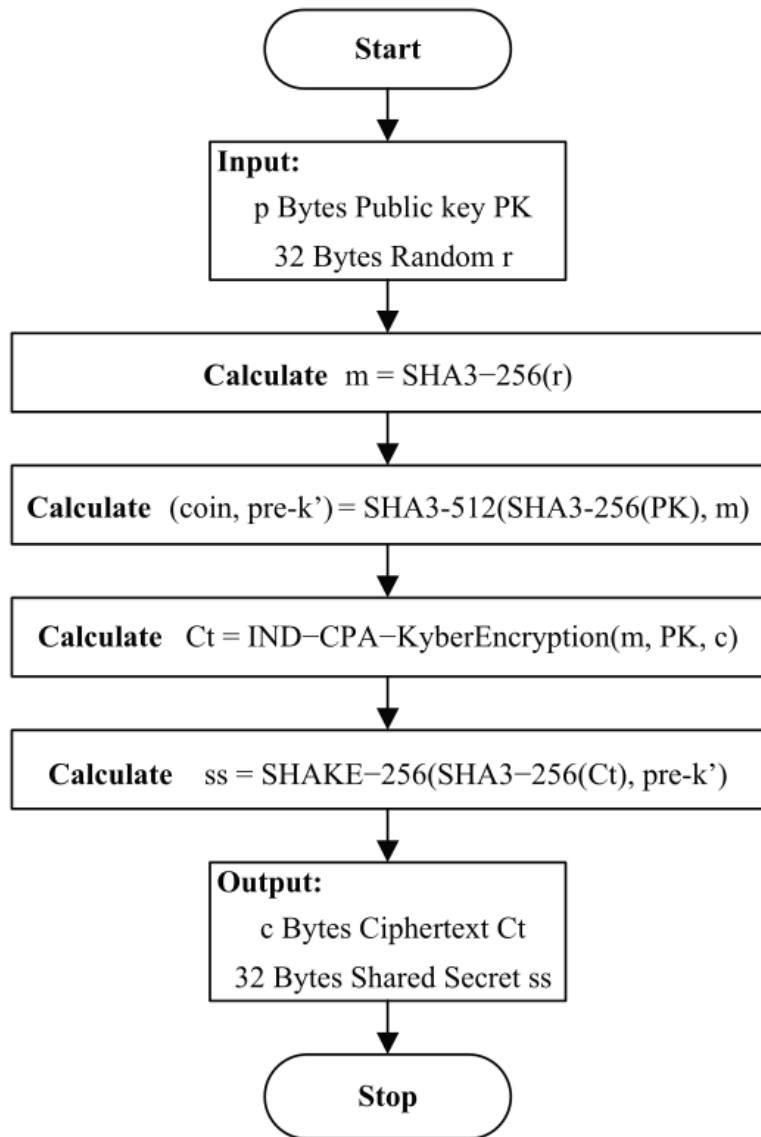 Start
Input:
p Bytes Public key PK
32 Bytes Random r
Calculate m = SHA3−256(r)
Calculate (coin, pre-k’) = SHA3-512(SHA3-256(PK), m)
Calculate Ct = IND−CPA−KyberEncryption(m, PK, c)
Calculate ss = SHAKE−256(SHA3−256(Ct), pre-k’)
Output:
c Bytes Ciphertext Ct
32 Bytes Shared Secret ss
Stop